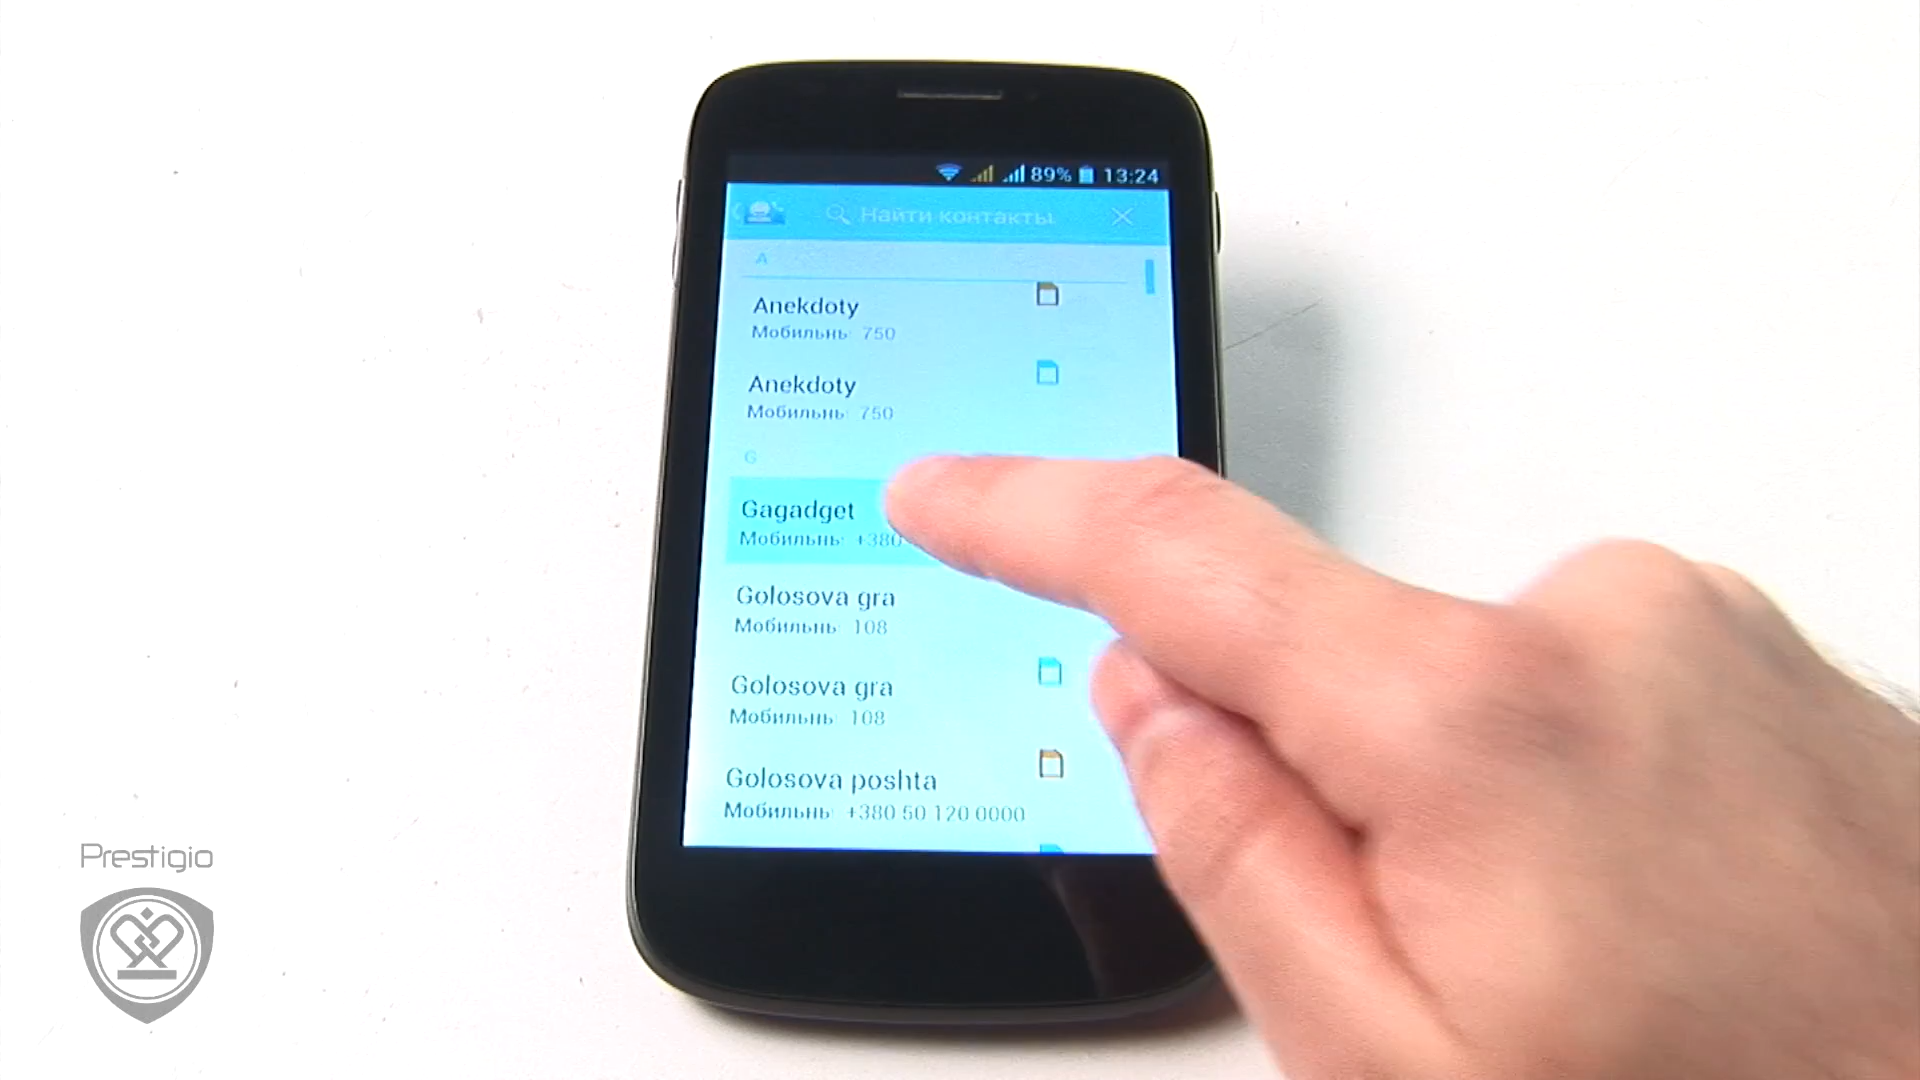 89% 13:24
Найти контакты
A
Anekdoty
Мобильнь: 750
Anekdoty
Мобильнь: 750
G
Gagadget
Мобильнь: +380
Golosova gra
Мобильнь: 108
Golosova gra
Мобильнь: 108
Golosova poshta
Мобильнь: +380 50 120 0000
Prestigio